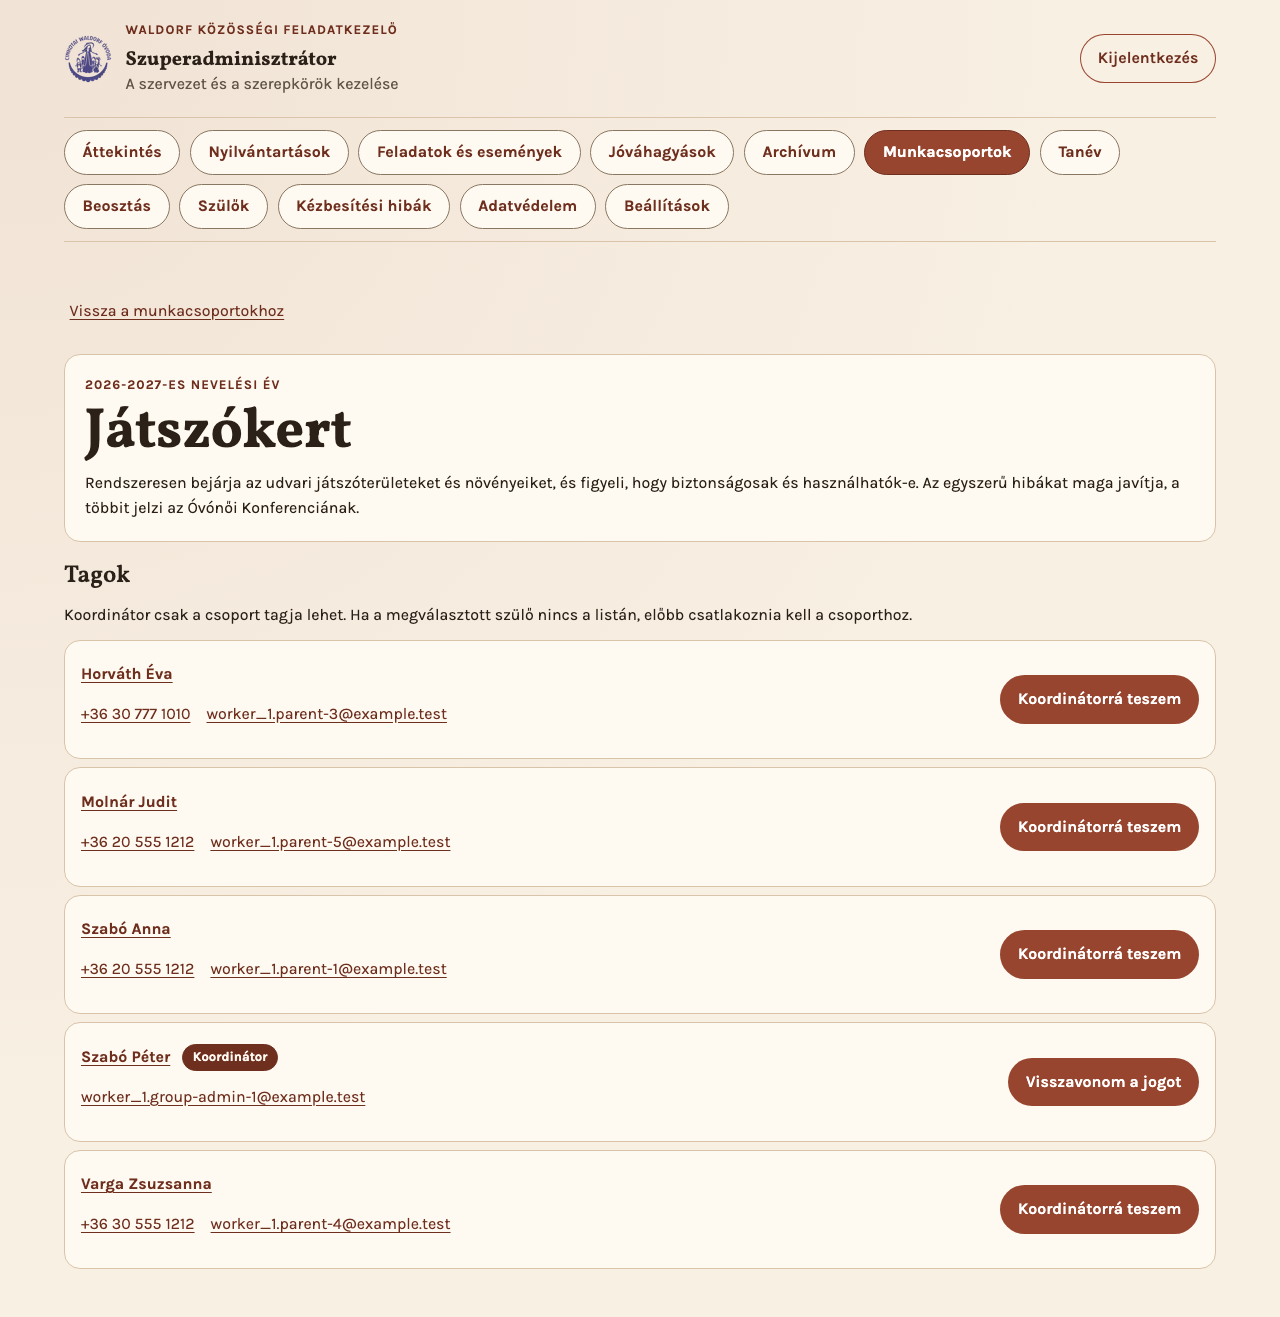 WALDORF KÖZÖSSÉGI FELADATKEZELŐ
Szuperadminisztrátor
A szervezet és a szerepkörök kezelése
Kijelentkezés
Áttekintés
Nyilvántartások
Feladatok és események
Jóváhagyások
Archívum
Munkacsoportok
Tanév
Beosztás
Szülők
Kézbesítési hibák
Adatvédelem
Beállítások
Vissza a munkacsoportokhoz
2026-2027-ES NEVELÉSI ÉV
Játszókert
Rendszeresen bejárja az udvari játszóterületeket és növényeiket, és figyeli, hogy biztonságosak és használhatók-e. Az egyszerű hibákat maga javítja, a
többit jelzi az Óvónői Konferenciának.
Tagok
Koordinátor csak a csoport tagja lehet. Ha a megválasztott szülő nincs a listán, előbb csatlakoznia kell a csoporthoz.
Horváth Éva
+36 30 777 1010 worker_1.parent-3@example.test
Koordinátorrá teszem
Molnár Judit
+36 20 555 1212 worker_1.parent-5@example.test
Koordinátorrá teszem
Szabó Anna
+36 20 555 1212 worker_1.parent-1@example.test
Koordinátorrá teszem
Szabó Péter Koordinátor
worker_1.group-admin-1@example.test
Visszavonom a jogot
Varga Zsuzsanna
+36 30 555 1212 worker_1.parent-4@example.test
Koordinátorrá teszem